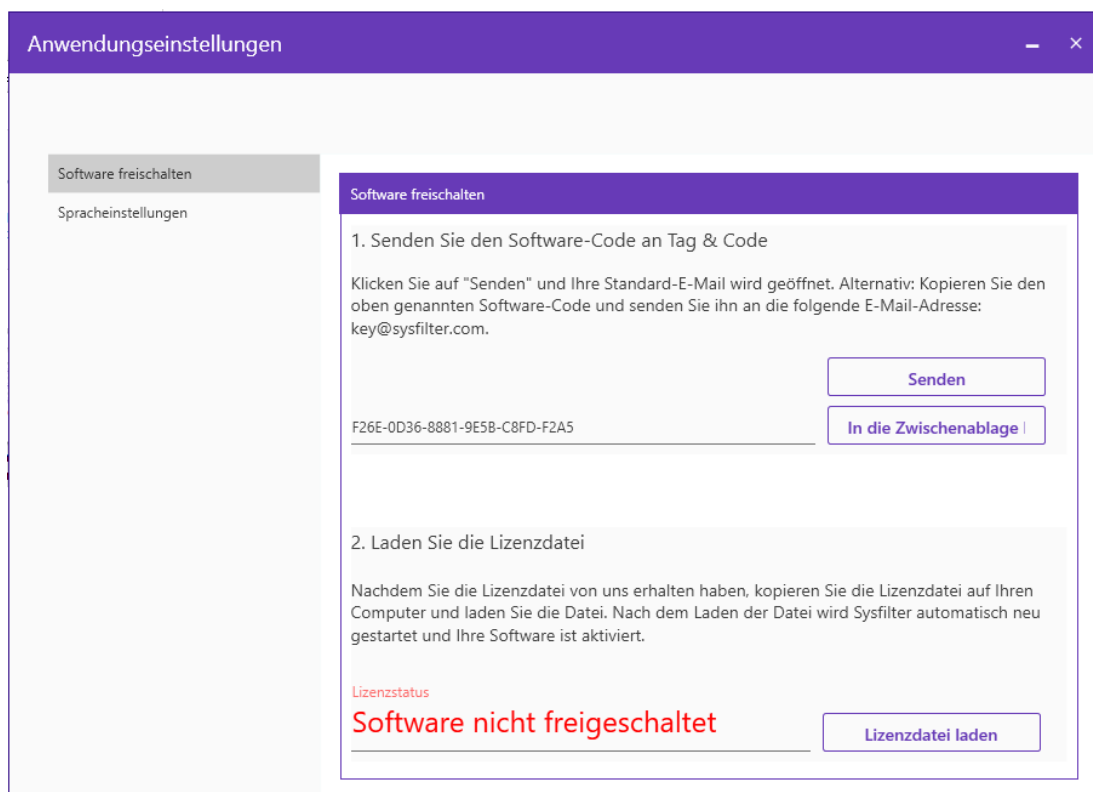 Anwendungseinstellungen
Software freischalten
Spracheinstellungen
Software freischalten
1. Senden Sie den Software-Code an Tag & Code
Klicken Sie auf "Senden" und Ihre Standard-E-Mail wird geöffnet. Alternativ: Kopieren Sie den
oben genannten Software-Code und senden Sie ihn an die folgende E-Mail-Adresse:
key@sysfilter.com.
Senden
F26E-0D36-8881-9E5B-C8FD-F2A5
In die Zwischenablage
2. Laden Sie die Lizenzdatei
Nachdem Sie die Lizenzdatei von uns erhalten haben, kopieren Sie die Lizenzdatei auf Ihren
Computer und laden Sie die Datei. Nach dem Laden der Datei wird Sysfilter automatisch neu
gestartet und Ihre Software ist aktiviert.
Lizenzstatus
Software nicht freigeschaltet
Lizenzdatei laden